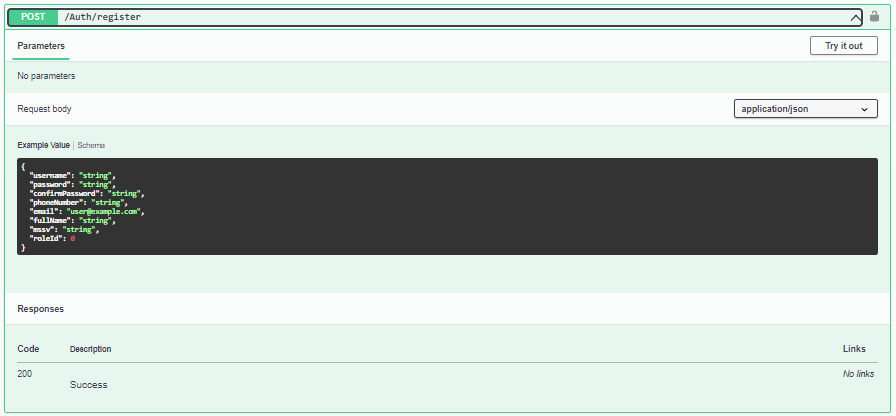 POST /Auth/register
Parameters
Try it out
No parameters
Request body
application/json
Example Value | Schema
{
  "username": "string",
  "password": "string",
  "confirmPassword": "string",
  "phoneNumber": "string",
  "email": "user@example.com",
  "fullName": "string",
  "mssv": "string",
  "roleId": 0
}
Responses
Code Description Links
200 Success No links